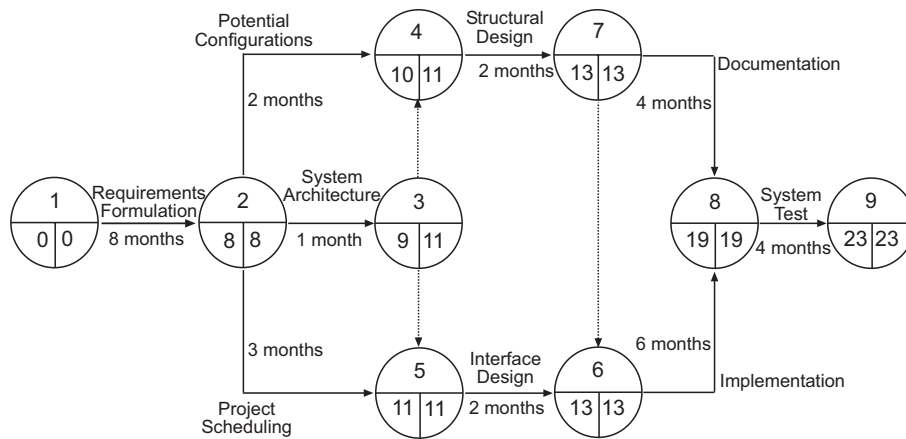 Potential
Configurations
4
10 11
Structural
Design
2 months
7
13 13
Documentation
4 months
2 months
1
0 0
Requirements
Formulation
8 months
2
8 8
System
Architecture
1 month
3
9 11
8
19 19
System
Test
4 months
9
23 23
3 months
Project
Scheduling
5
11 11
Interface
Design
2 months
6
13 13
6 months
Implementation